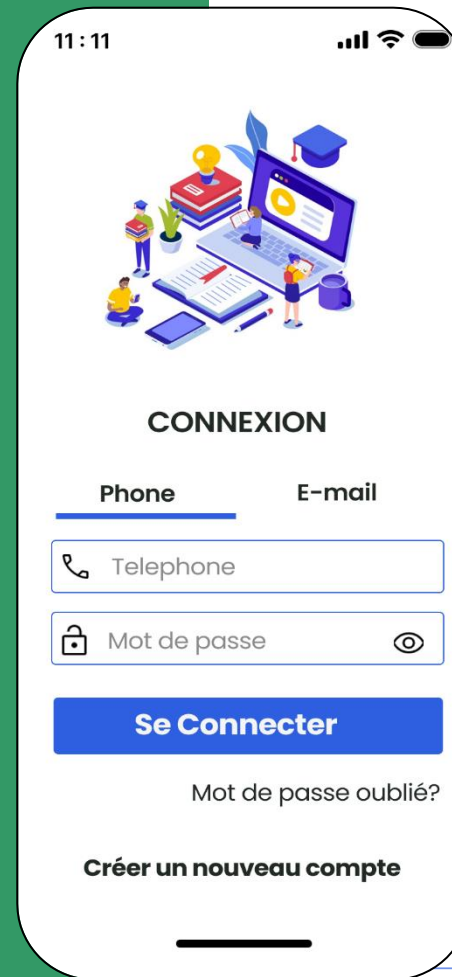 11:11
CONNEXION
Phone E-mail
Telephone
Mot de passe
Se Connecter
Mot de passe oublié?
Créer un nouveau compte